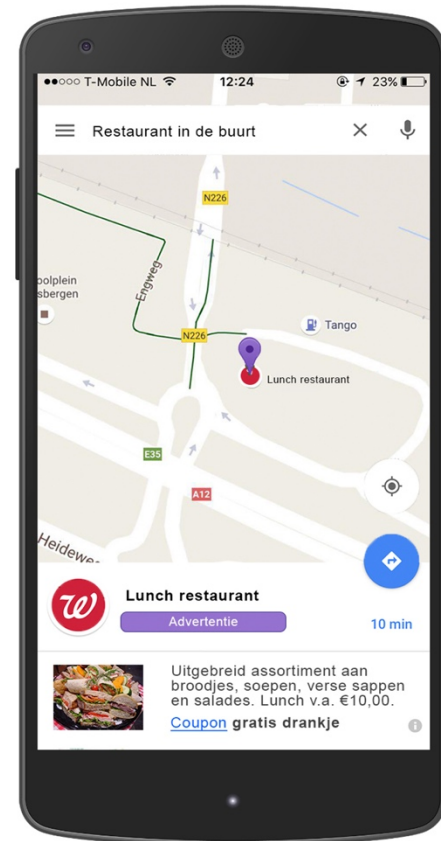 T-Mobile NL 12:24 23%
Restaurant in de buurt
N226
oolplein
sbergen
Engweg
Tango
N226
Lunch restaurant
E35
A12
Heidewe
W
Lunch restaurant
Advertentie
10 min
Uitgebreid assortiment aan
broodjes, soepen, verse sappen
en salades. Lunch v.a. €10,00.
Coupon gratis drankje